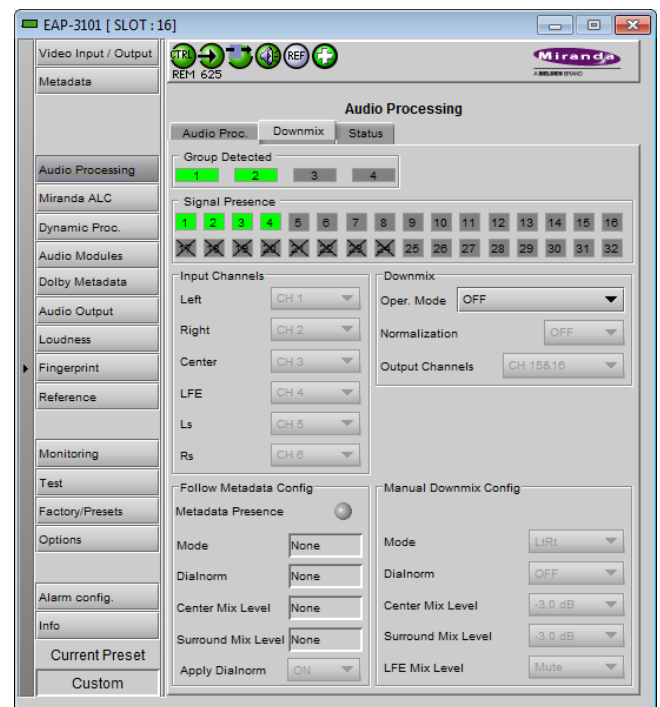 EAP-3101 [ SLOT : 16]
Video Input / Output
Metadata
Audio Processing
Miranda ALC
Dynamic Proc.
Audio Modules
Dolby Metadata
Audio Output
Loudness
Fingerprint
Reference
Monitoring
Test
Factory/Presets
Options
Alarm config.
Info
Current Preset
Custom
CTRL REF
REM 625
Miranda
A BELDEN BRAND
Audio Processing
Audio Proc. Downmix Status
Group Detected
1 2 3 4
Signal Presence
1 2 3 4 5 6 7 8 9 10 11 12 13 14 15 16
17 18 19 20 21 22 23 24 25 26 27 28 29 30 31 32
Input Channels
Left CH 1
Right CH 2
Center CH 3
LFE CH 4
Ls CH 5
Rs CH 6
Downmix
Oper. Mode OFF
Normalization OFF
Output Channels CH 15&16
Follow Metadata Config
Metadata Presence
Mode None
Dialnorm None
Center Mix Level None
Surround Mix Level None
Apply Dialnorm ON
Manual Downmix Config
Mode LtRt
Dialnorm OFF
Center Mix Level -3.0 dB
Surround Mix Level -3.0 dB
LFE Mix Level Mute